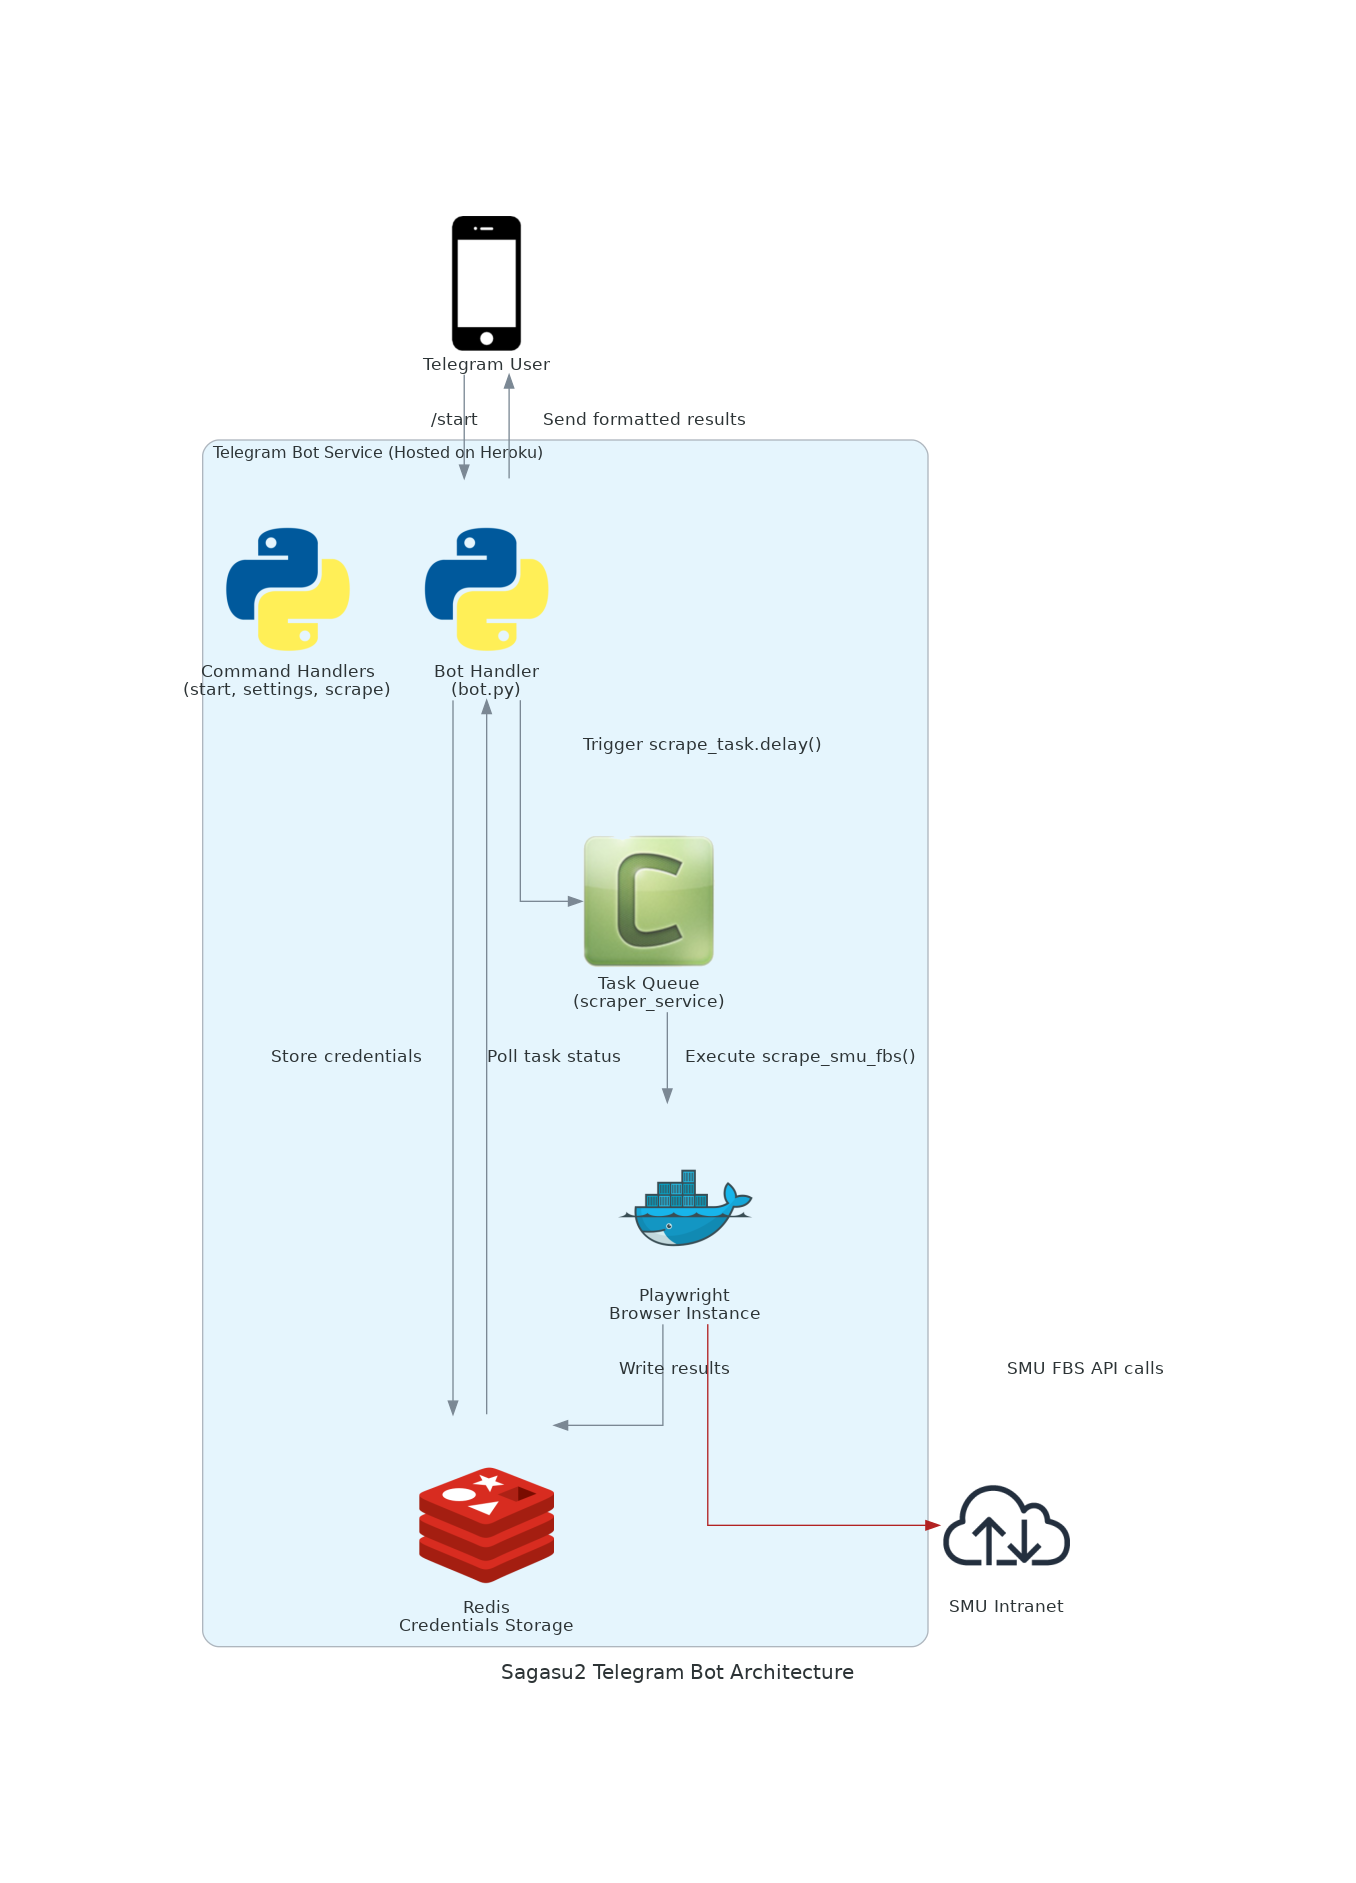 Telegram User
/start
Send formatted results
Telegram Bot Service (Hosted on Heroku)
Command Handlers
(start, settings, scrape)
Bot Handler
(bot.py)
Trigger scrape_task.delay()
Task Queue
(scraper_service)
Store credentials
Poll task status
Execute scrape_smu_fbs()
Playwright
Browser Instance
Write results
SMU FBS API calls
Redis
Credentials Storage
SMU Intranet
Sagasu2 Telegram Bot Architecture